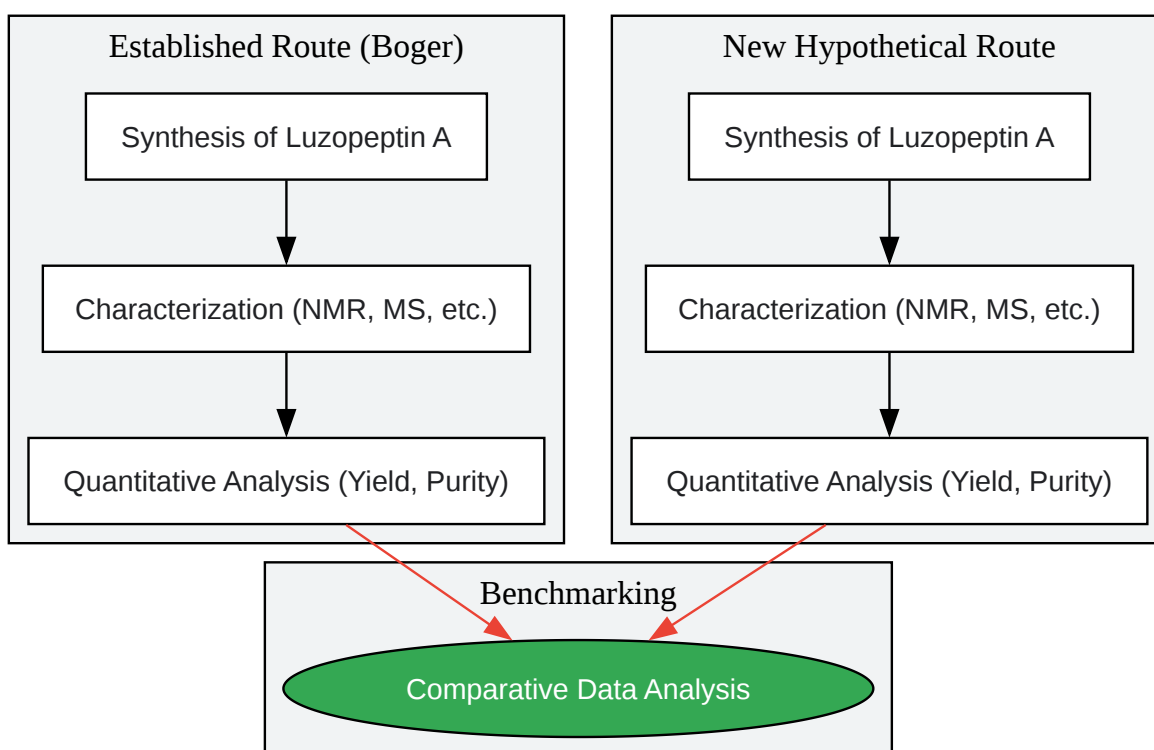 Established Route (Boger)
Synthesis of Luzopeptin A
Characterization (NMR, MS, etc.)
Quantitative Analysis (Yield, Purity)
New Hypothetical Route
Synthesis of Luzopeptin A
Characterization (NMR, MS, etc.)
Quantitative Analysis (Yield, Purity)
Benchmarking
Comparative Data Analysis